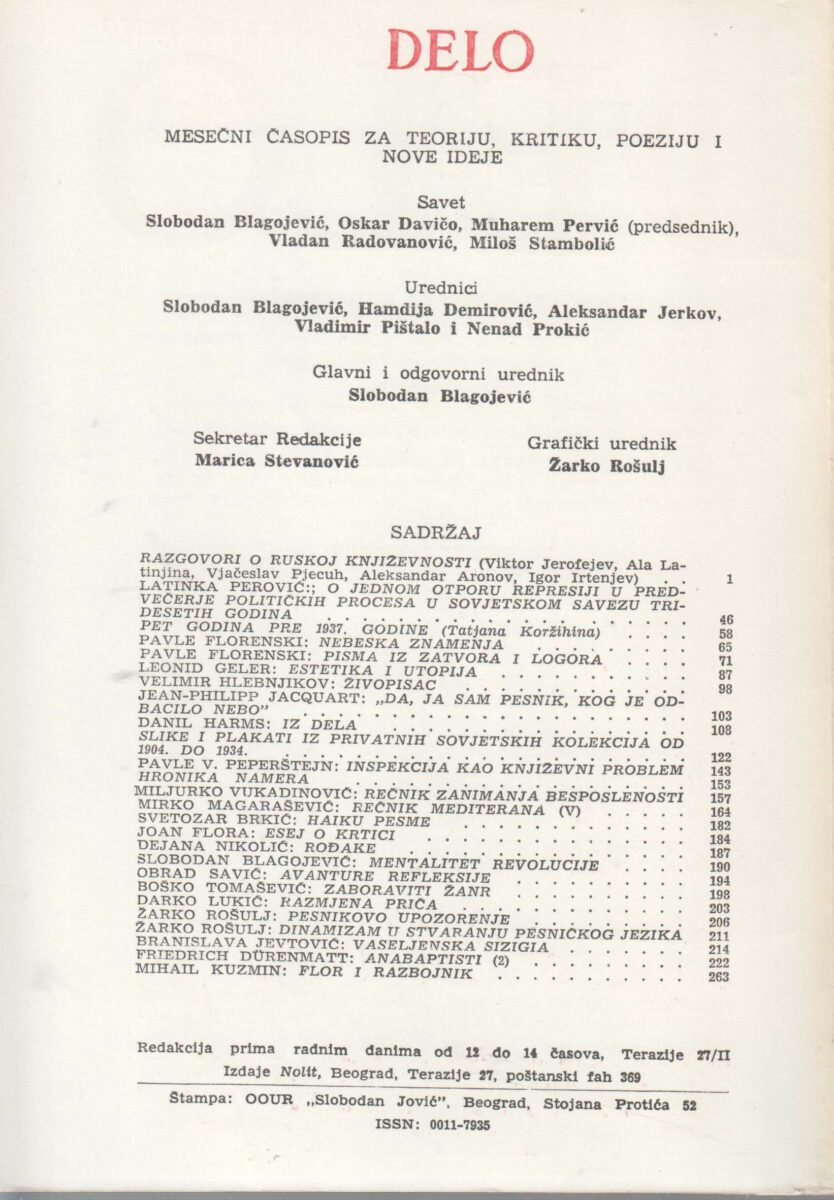 DELO
MESEČNI ČASOPIS ZA TEORIJU, KRITIKU, POEZIJU I
NOVE IDEJE
Savet
Slobodan Blagojević, Oskar Davičo, Muharem Pervić (predsednik),
Vladan Radovanović, Miloš Stambolić
Urednici
Slobodan Blagojević, Hamdija Demirović, Aleksandar Jerkov,
Vladimir Pištalo i Nenad Prokić
Glavni i odgovorni urednik
Slobodan Blagojević
Sekretar Redakcije
Marica Stevanović
Grafički urednik
Žarko Rošulj
SADRŽAJ
RAZGOVORI O RUSKOJ KNJIŽEVNOSTI (Viktor Jerofejev, Ala La-
tinjina, Vjačeslav Pjecuh, Aleksandar Aronov, Igor Irtenjev) . . 1
LATINKA PEROVIĆ:; O JEDNOM OTPORU REPRESIJI U PRED-
VEČERJE POLITIČKIH PROCESA U SOVJETSKOM SAVEZU TRI-
DESETIH GODINA . . . . . . . . . . . . . . . . 46
PET GODINA PRE 1937. GODINE (Tatjana Koržihina) . . . . 58
PAVLE FLORENSKI: NEBESKA ZNAMENJA . . . . . . . 65
PAVLE FLORENSKI: PISMA IZ ZATVORA I LOGORA . . . . 71
LEONID GELER: ESTETIKA I UTOPIJA . . . . . . . . . 87
VELIMIR HLEBNJIKOV: ŽIVOPISAC . . . . . . . . . . 98
JEAN-PHILIPP JACQUART: „DA, JA SAM PESNIK, KOG JE OD-
BACILO NEBO” . . . . . . . . . . . . . . . . . 103
DANIL HARMS: IZ DELA . . . . . . . . . . . . . . 108
SLIKE I PLAKATI IZ PRIVATNIH SOVJETSKIH KOLEKCIJA OD
1904. DO 1934. . . . . . . . . . . . . . . . . . 122
PAVLE V. PEPERŠTEJN: INSPEKCIJA KAO KNJIŽEVNI PROBLEM 143
HRONIKA NAMERA . . . . . . . . . . . . . . . . 153
MILJURKO VUKADINOVIĆ: REČNIK ZANIMANJA BESPOSLENOSTI 157
MIRKO MAGARAŠEVIĆ: REČNIK MEDITERANA (V) . . . . . 164
SVETOZAR BRKIĆ: HAIKU PESME . . . . . . . . . . 182
JOAN FLORA: ESEJ O KRTICI . . . . . . . . . . . . 184
DEJANA NIKOLIĆ: ROĐAKE . . . . . . . . . . . . . 187
SLOBODAN BLAGOJEVIĆ: MENTALITET REVOLUCIJE . . . . 190
OBRAD SAVIĆ: AVANTURE REFLEKSIJE . . . . . . . . 194
BOŠKO TOMAŠEVIĆ: ZABORAVITI ŽANR . . . . . . . . 198
DARKO LUKIĆ: RAZMJENA PRIČA . . . . . . . . . . 203
ŽARKO ROŠULJ: PESNIKOVO UPOZORENJE . . . . . . . 206
ŽARKO ROŠULJ: DINAMIZAM U STVARANJU PESNIČKOG JEZIKA 211
BRANISLAVA JEVTOVIĆ: VASELJENSKA SIZIGIA . . . . . . 214
FRIEDRICH DÜRENMATT: ANABAPTISTI (2) . . . . . . . 222
MIHAIL KUZMIN: FLOR I RAZBOJNIK . . . . . . . . . 263
Redakcija prima radnim danima od 12 do 14 časova, Terazije 27/II
Izdaje Nolit, Beograd, Terazije 27, poštanski fah 369
Štampa: OOUR „Slobodan Jović”, Beograd, Stojana Protića 52
ISSN: 0011-7935